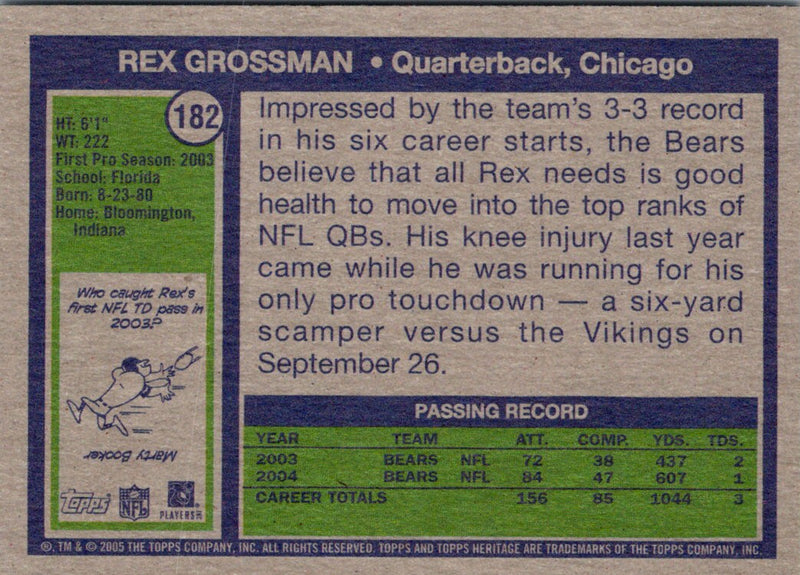 REX GROSSMAN • Quarterback, Chicago
182
HT: 6'1"
WT: 222
First Pro Season: 2003
School: Florida
Born: 8-23-80
Home: Bloomington,
Indiana
Who caught Rex's
first NFL TD pass in
2003?
Marty Booker
Topps
NFL
PLAYERS INC
Impressed by the team's 3-3 record
in his six career starts, the Bears
believe that all Rex needs is good
health to move into the top ranks of
NFL QBs. His knee injury last year
came while he was running for his
only pro touchdown — a six-yard
scamper versus the Vikings on
September 26.
PASSING RECORD
YEAR TEAM ATT. COMP. YDS. TDS.
2003 BEARS NFL 72 38 437 2
2004 BEARS NFL 84 47 607 1
CAREER TOTALS 156 85 1044 3
®, TM & © 2005 THE TOPPS COMPANY, INC. ALL RIGHTS RESERVED. TOPPS AND TOPPS HERITAGE ARE TRADEMARKS OF THE TOPPS COMPANY, INC.